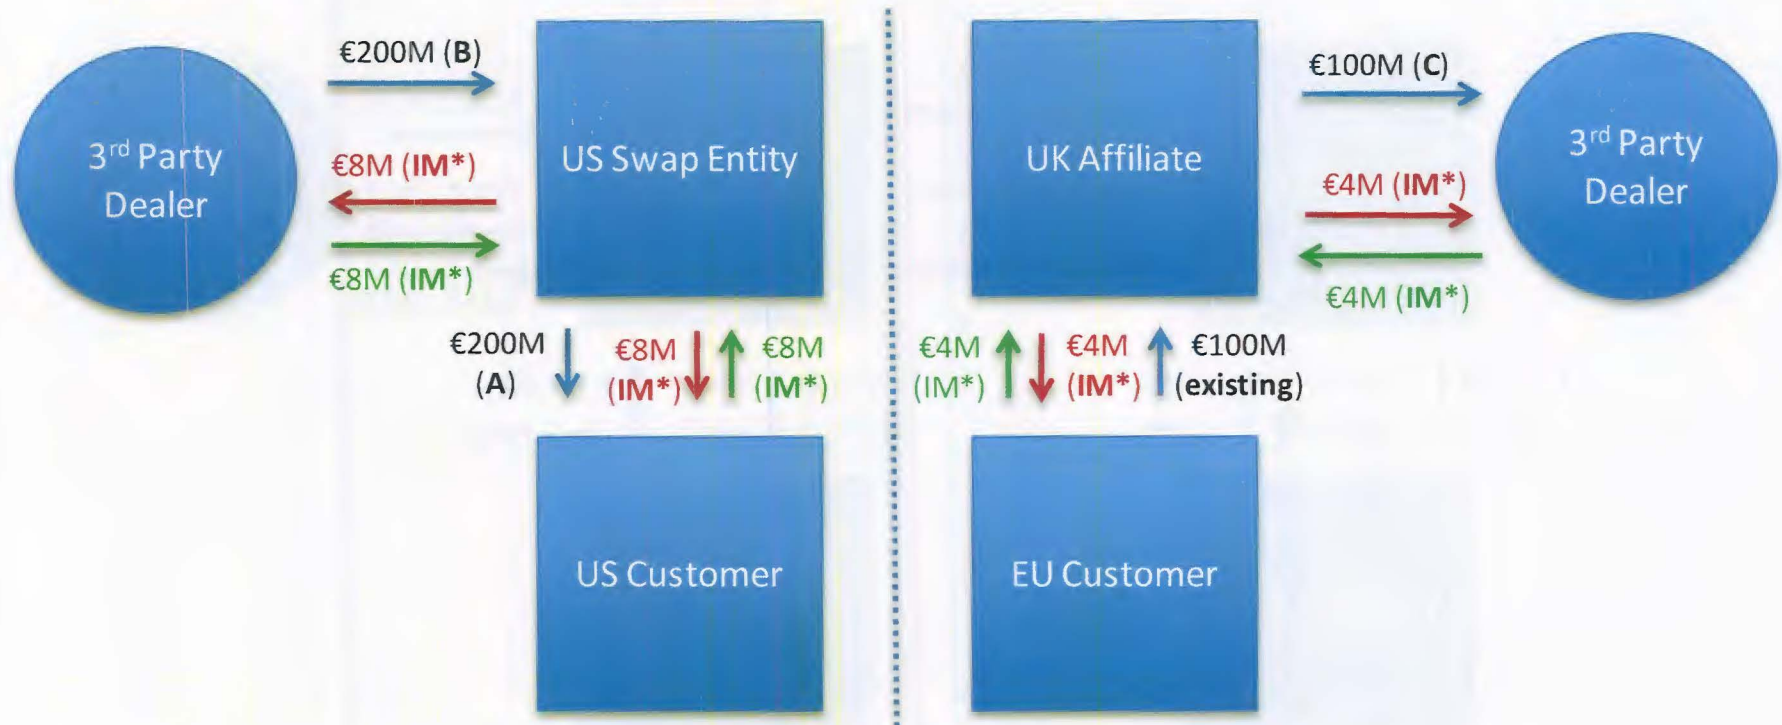 €200M (B)
3rd Party
Dealer
€8M (IM*)
€8M (IM*)
US Swap Entity
€200M
(A)
€8M
(IM*)
€8M
(IM*)
US Customer
UK Affiliate
€100M (C)
€4M (IM*)
€4M (IM*)
3rd Party
Dealer
€4M
(IM*)
€4M
(IM*)
€100M
(existing)
EU Customer